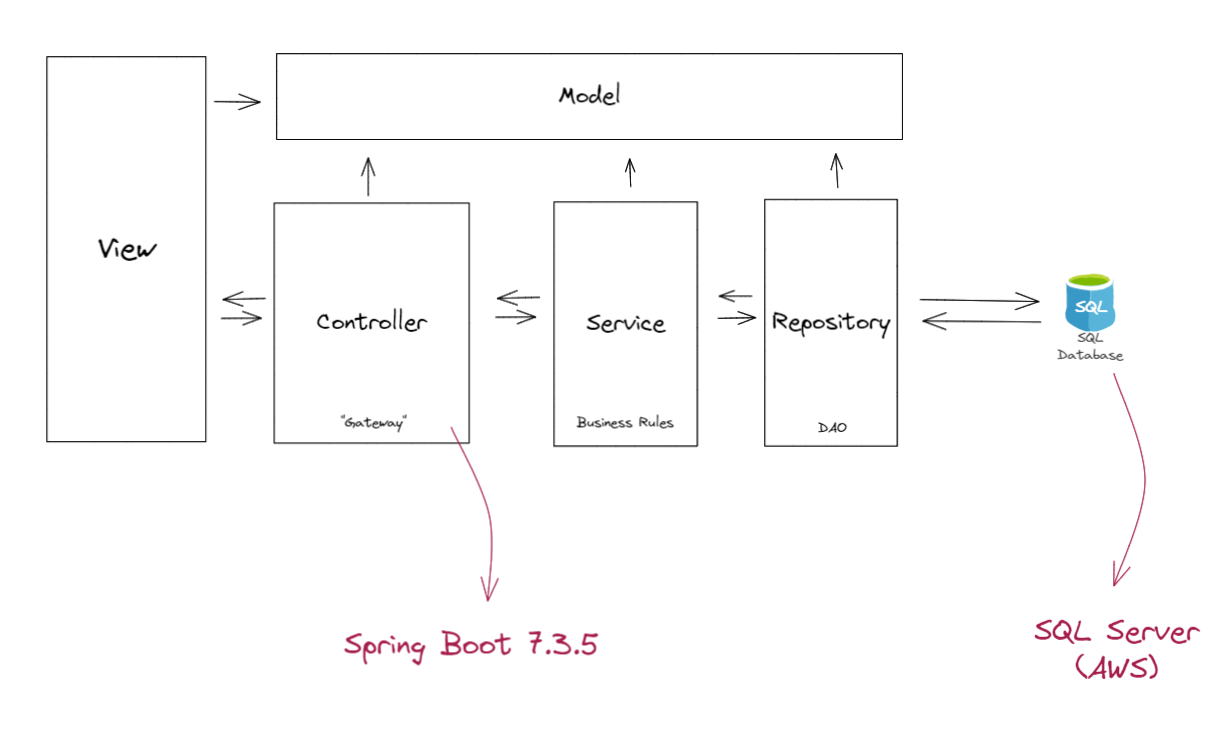 Model
View
Controller
Service
Repository
"Gateway"
Business Rules
DAO
SQL
SQL
Database
Spring Boot 7.3.5
SQL Server
(AWS)